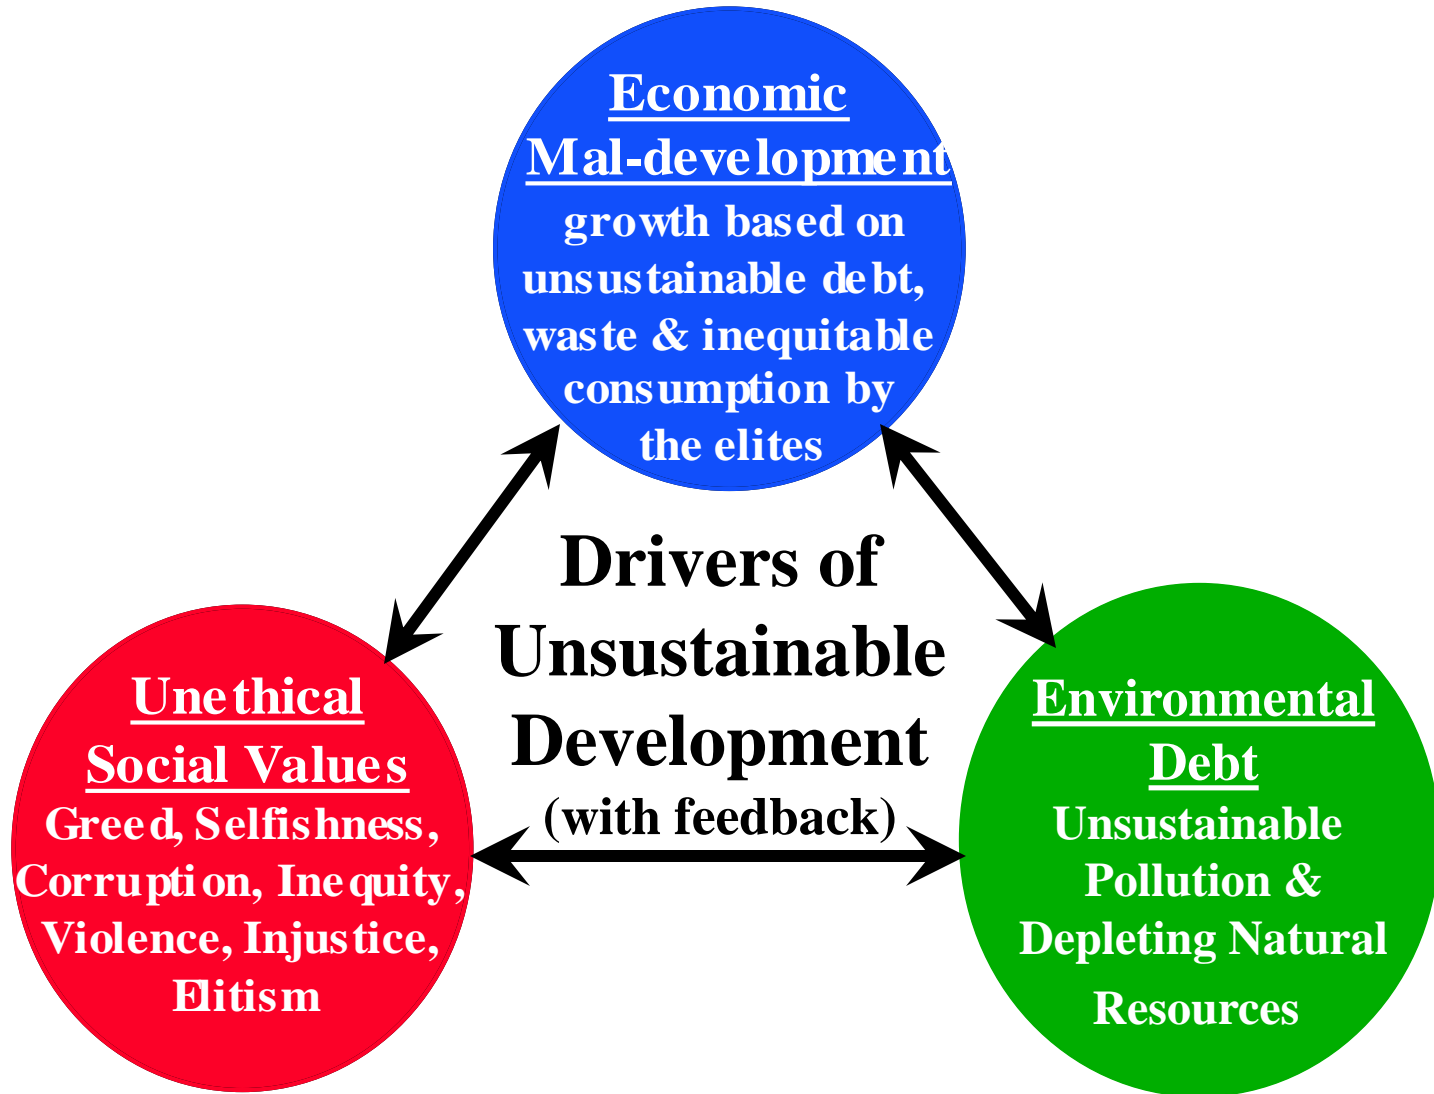 Economic
Mal-development
growth based on
unsustainable debt,
waste & inequitable
consumption by
the elites
Drivers of
Unsustainable
Development
(with feedback)
Unethical
Social Values
Greed, Selfishness,
Corruption, Inequity,
Violence, Injustice,
Elitism
Environmental
Debt
Unsustainable
Pollution &
Depleting Natural
Resources